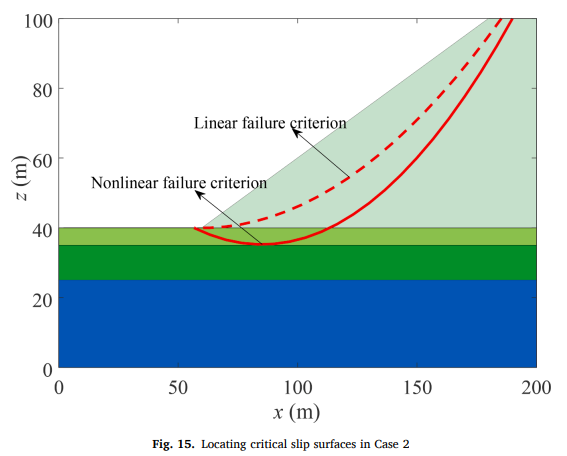 100
80
60
40
20
0
z (m)
Linear failure criterion
Nonlinear failure criterion
0 50 100 150 200
x (m)
Fig. 15. Locating critical slip surfaces in Case 2